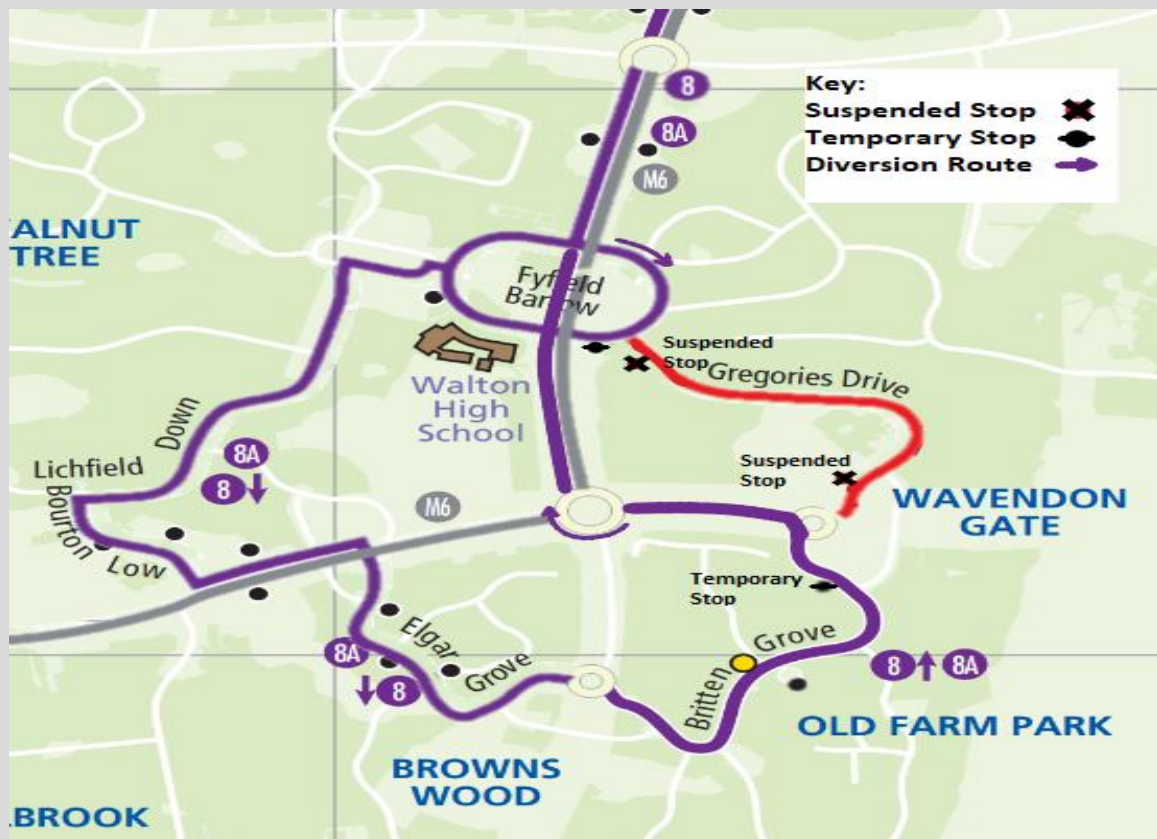 Key:
Suspended Stop
Temporary Stop
Diversion Route
8
8A
M6
ALNUT
TREE
Fyfield
Barrow
Suspended
Stop
Gregories Drive
Walton
High
School
Down
Lichfield
8A
8
Bourton
Low
M6
Suspended
Stop
WAVENDON
GATE
Temporary
Stop
Elgar
Grove
8A
8
Britten
Grove
8
8A
OLD FARM PARK
BROWNS
WOOD
LBROOK